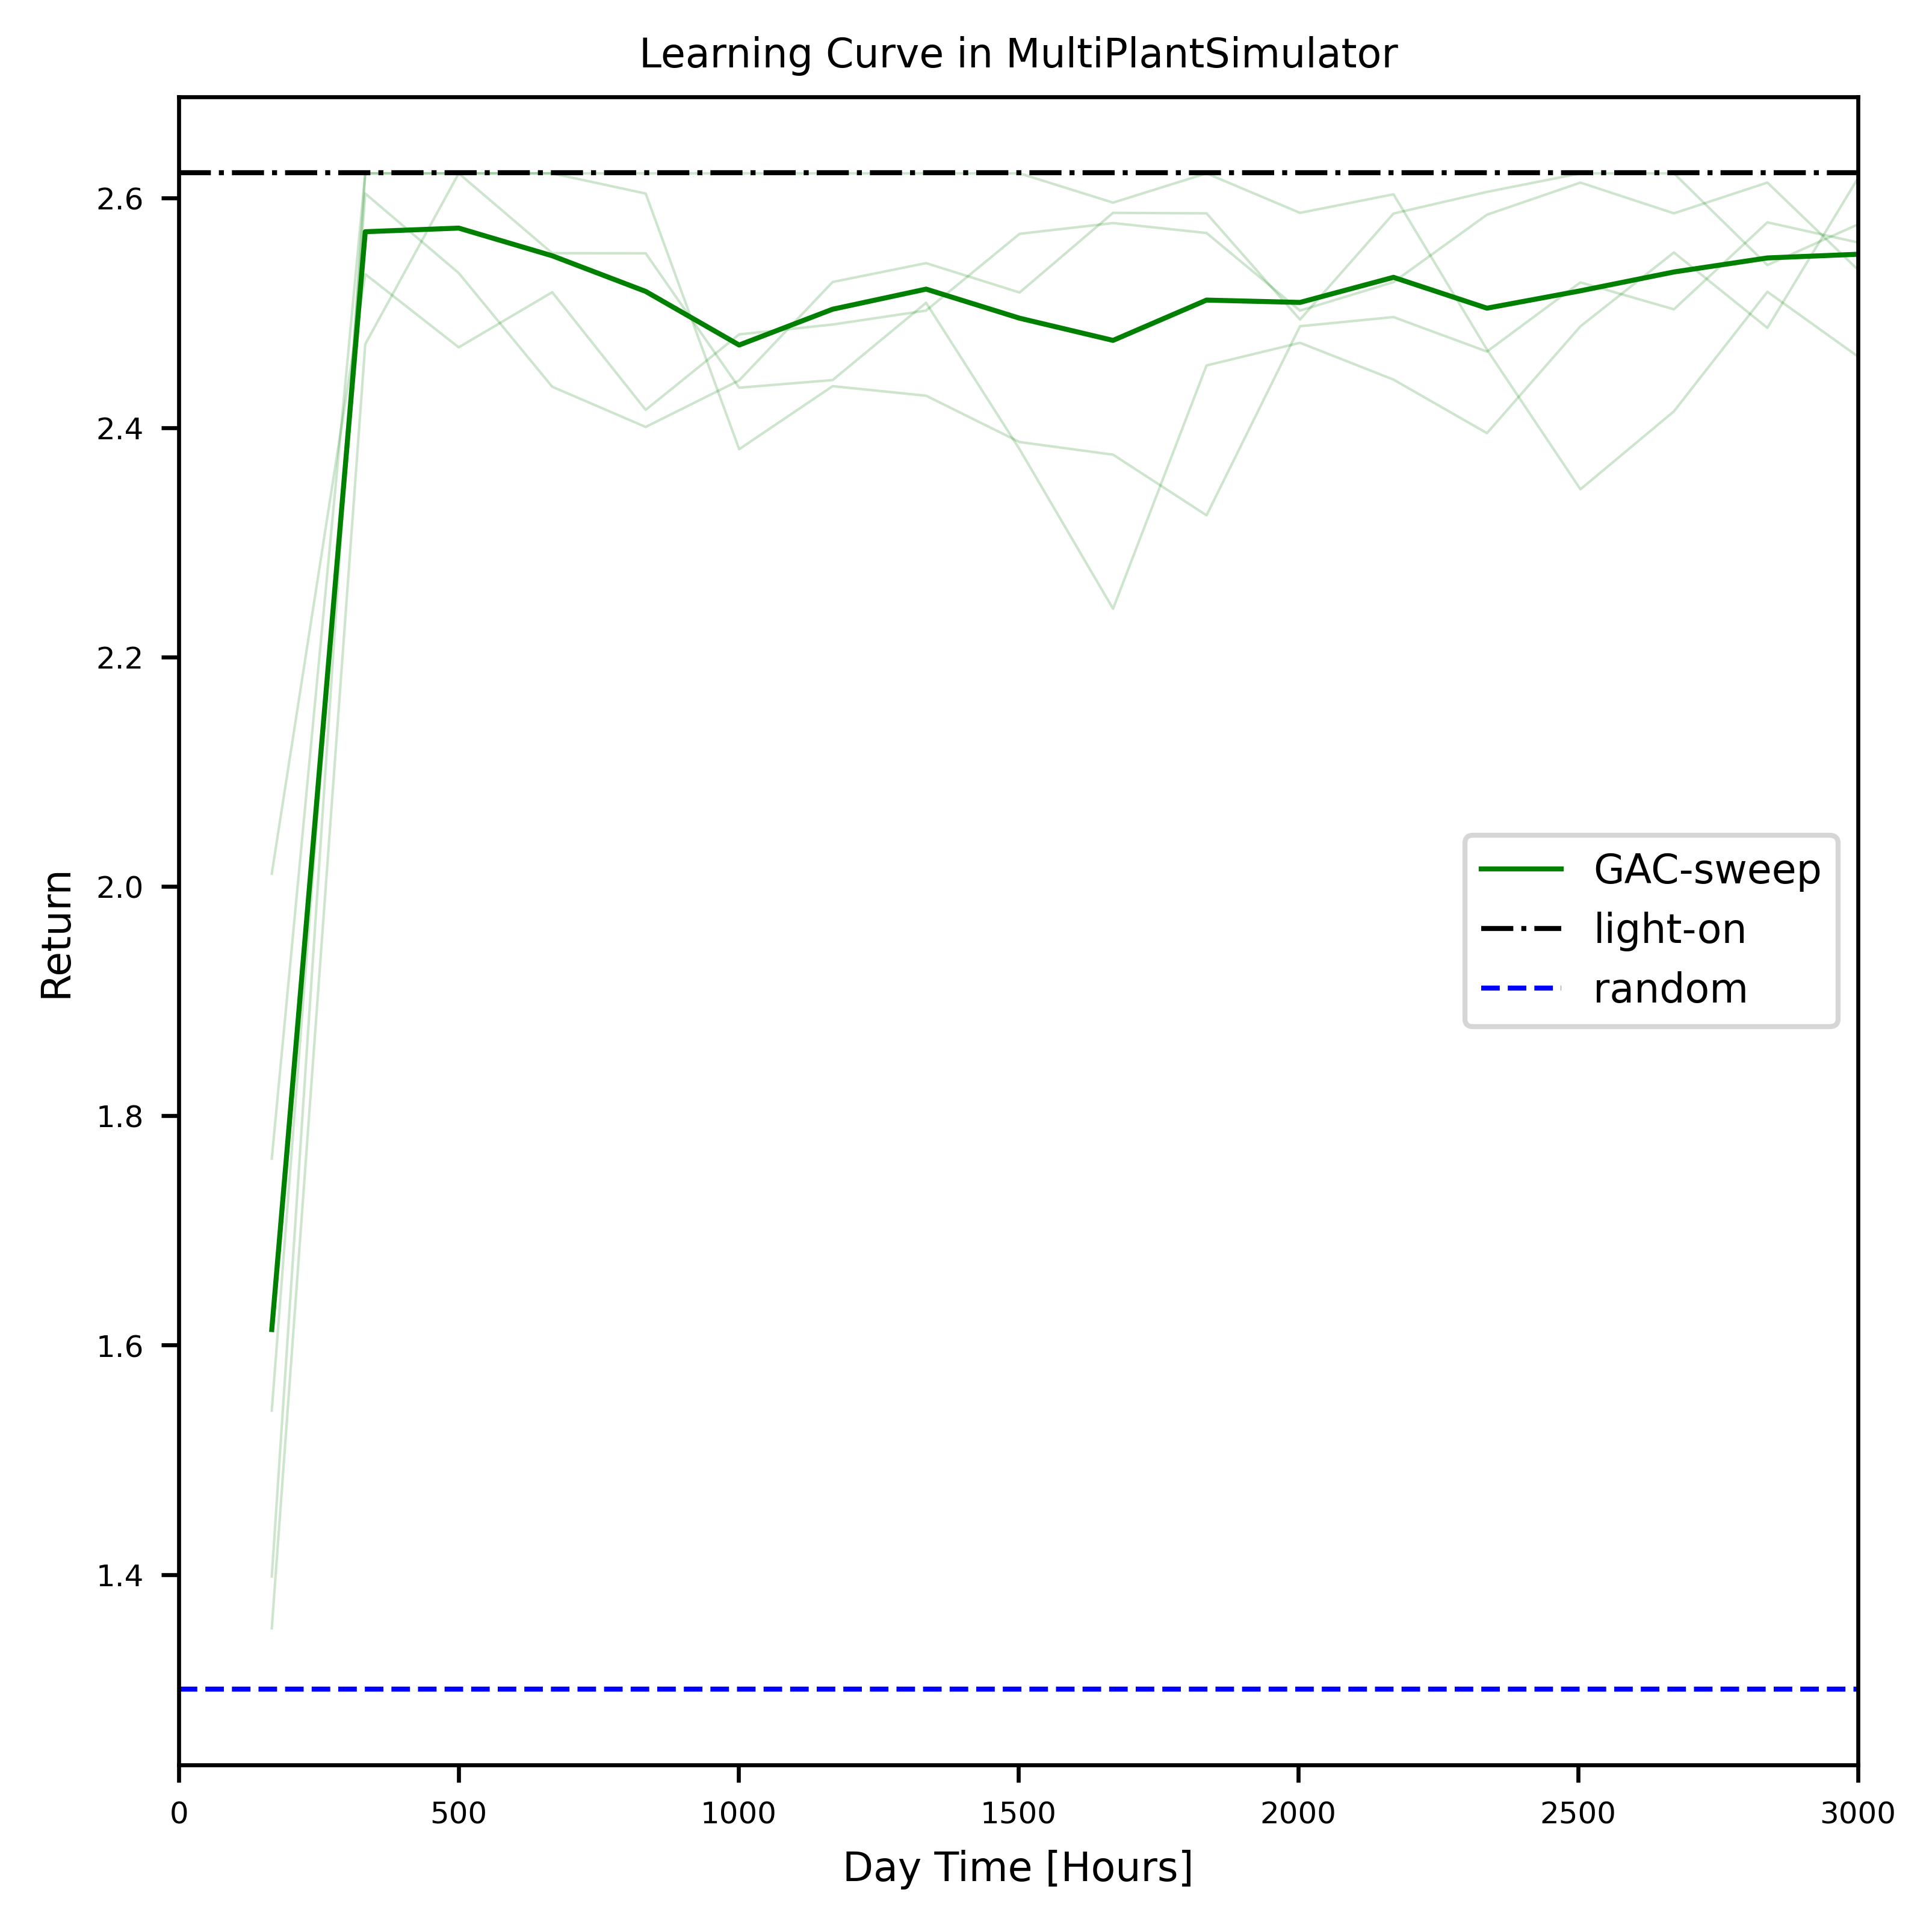 Learning Curve in MultiPlantSimulator
2.6
2.4
2.2
2.0
1.8
1.6
1.4
Return
GAC-sweep
light-on
random
0 500 1000 1500 2000 2500 3000
Day Time [Hours]